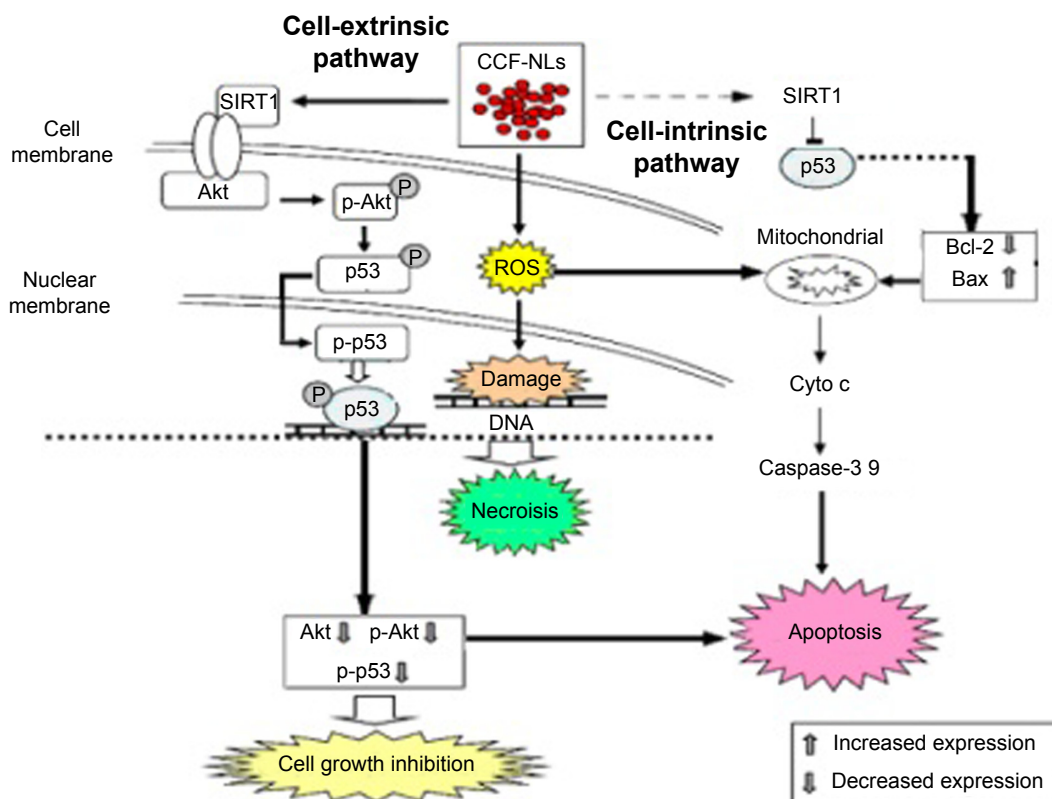 Cell-extrinsic
pathway
CCF-NLs
SIRT1
SIRT1
Cell
membrane
Cell-intrinsic
pathway
p53
Akt
p-Akt
P
Mitochondrial
Bcl-2
Bax
p53
P
ROS
Nuclear
membrane
p-p53
Damage
Cyto c
P
p53
DNA
Caspase-3 9
Necroisis
Akt p-Akt
p-p53
Apoptosis
Cell growth inhibition
Increased expression
Decreased expression